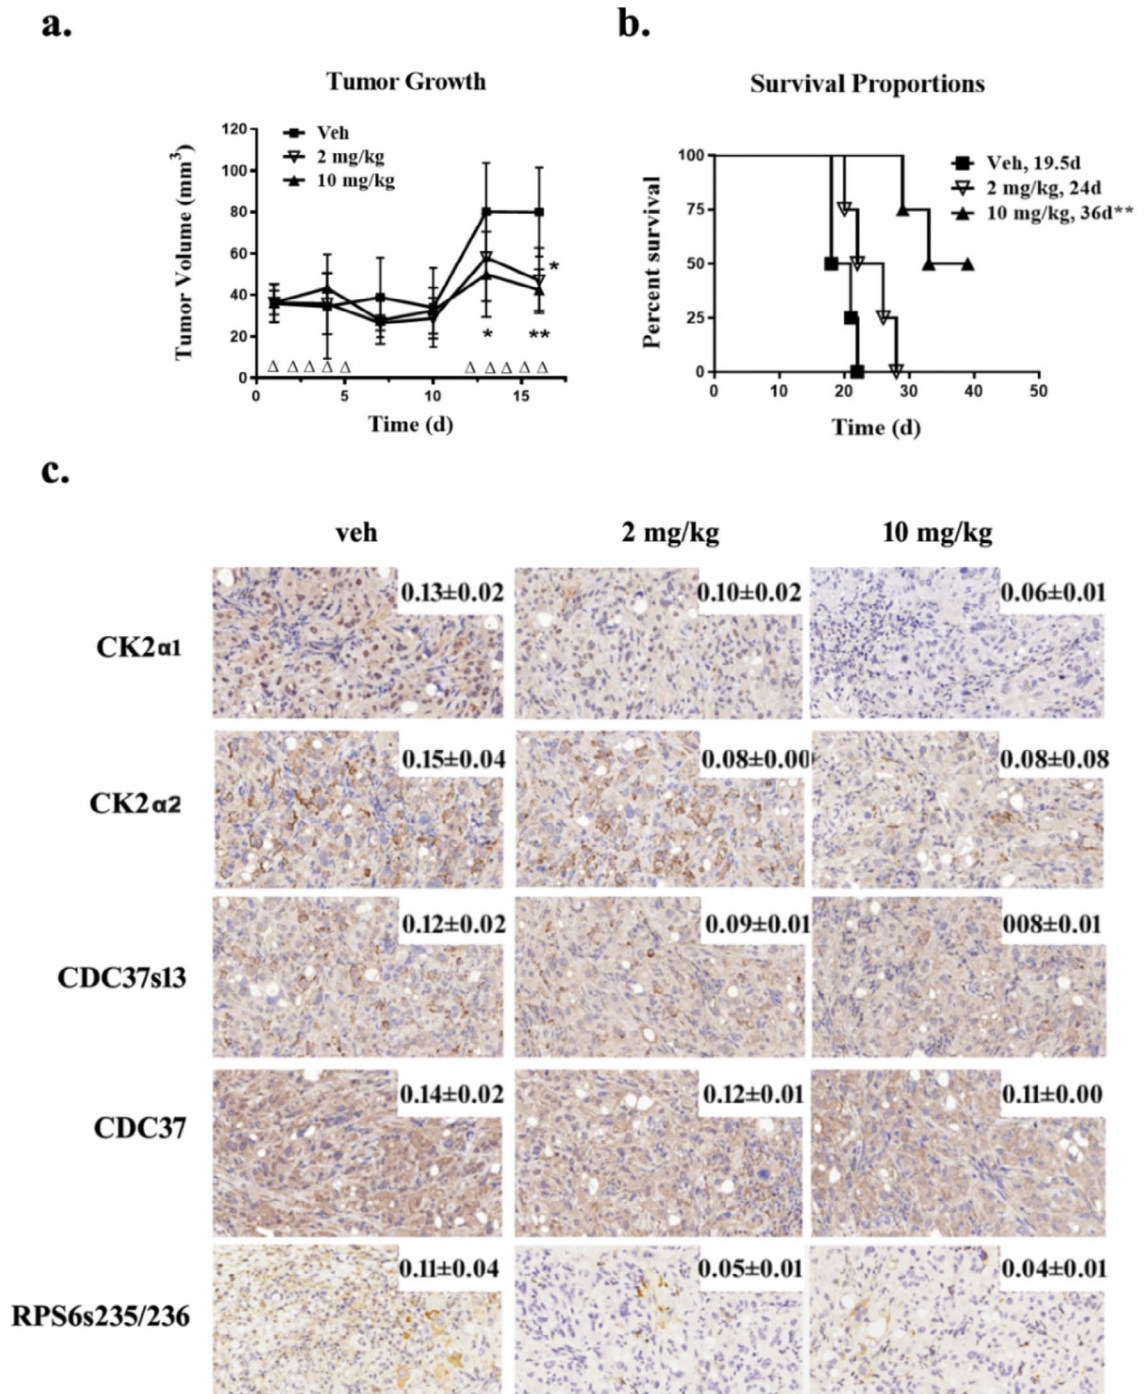 a.
Tumor Growth
Tumor Volume (mm³)
120
100
80
60
40
20
0
Veh
2 mg/kg
10 mg/kg
*
* **
Δ Δ Δ Δ Δ Δ Δ Δ Δ Δ
0 5 10 15
Time (d)
b.
Survival Proportions
Percent survival
100
75
50
25
0
Veh, 19.5d
2 mg/kg, 24d
10 mg/kg, 36d**
0 10 20 30 40 50
Time (d)
c.
veh 2 mg/kg 10 mg/kg
CK2α1 0.13±0.02 0.10±0.02 0.06±0.01
CK2α2 0.15±0.04 0.08±0.00 0.08±0.08
CDC37s13 0.12±0.02 0.09±0.01 008±0.01
CDC37 0.14±0.02 0.12±0.01 0.11±0.00
RPS6s235/236 0.11±0.04 0.05±0.01 0.04±0.01